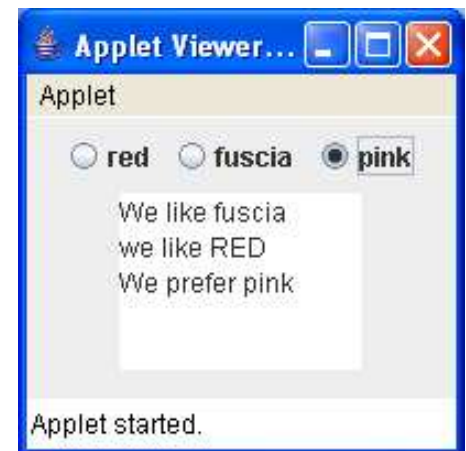 Applet Viewer...
Applet
red fuscia pink
We like fuscia
we like RED
We prefer pink
Applet started.